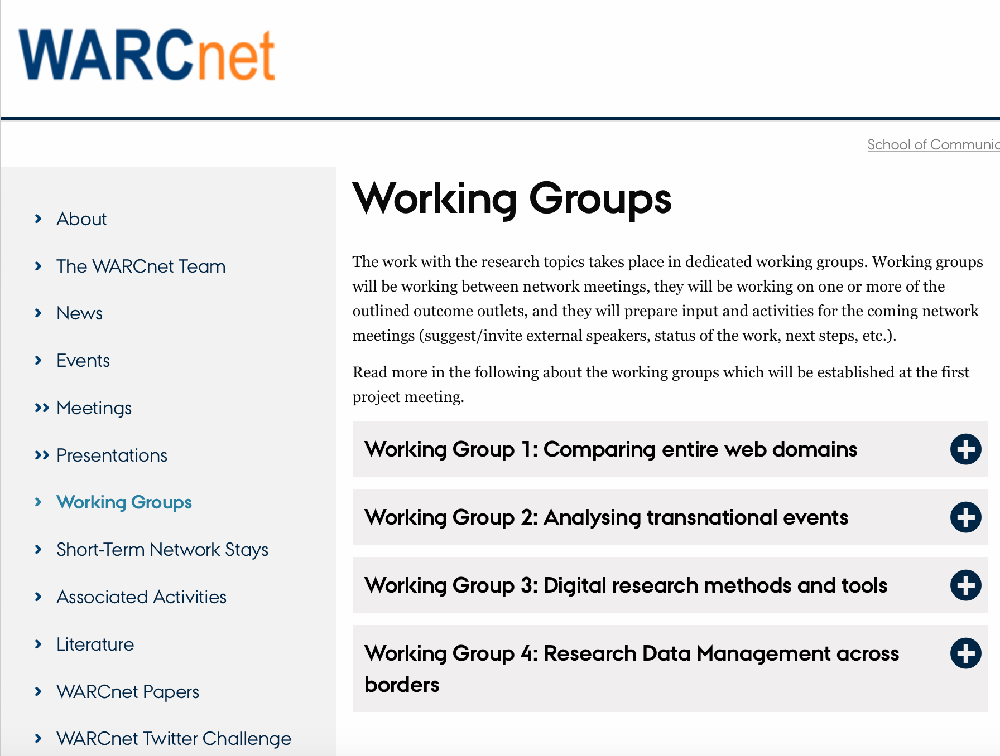 WARCnet
School of Communic
About
The WARCnet Team
News
Events
Meetings
Presentations
Working Groups
Short-Term Network Stays
Associated Activities
Literature
WARCnet Papers
WARCnet Twitter Challenge
Working Groups
The work with the research topics takes place in dedicated working groups. Working groups
will be working between network meetings, they will be working on one or more of the
outlined outcome outlets, and they will prepare input and activities for the coming network
meetings (suggest/invite external speakers, status of the work, next steps, etc.).
Read more in the following about the working groups which will be established at the first
project meeting.
Working Group 1: Comparing entire web domains
Working Group 2: Analysing transnational events
Working Group 3: Digital research methods and tools
Working Group 4: Research Data Management across
borders